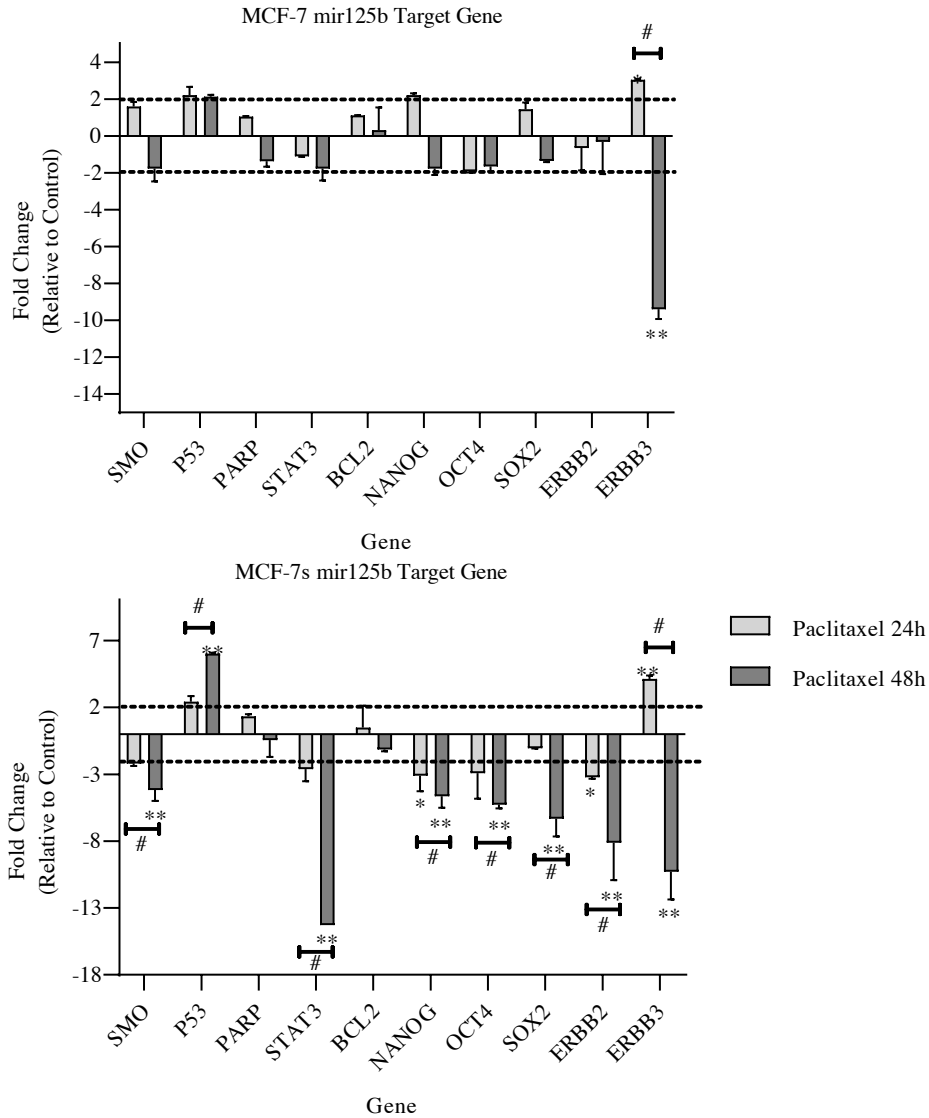 MCF-7 mir125b Target Gene
#
4
2
0
-2
-4
-6
-8
-10
-12
-14
Fold Change
(Relative to Control)
*
**
SMO
P53
PARP
STAT3
BCL2
NANOG
OCT4
SOX2
ERBB2
ERBB3
Gene
MCF-7s mir125b Target Gene
#
#
7
2
-3
-8
-13
-18
Fold Change
(Relative to Control)
**
**
*
*
**
**
**
**
**
**
**
#
#
#
#
#
#
SMO
P53
PARP
STAT3
BCL2
NANOG
OCT4
SOX2
ERBB2
ERBB3
Gene
Paclitaxel 24h
Paclitaxel 48h